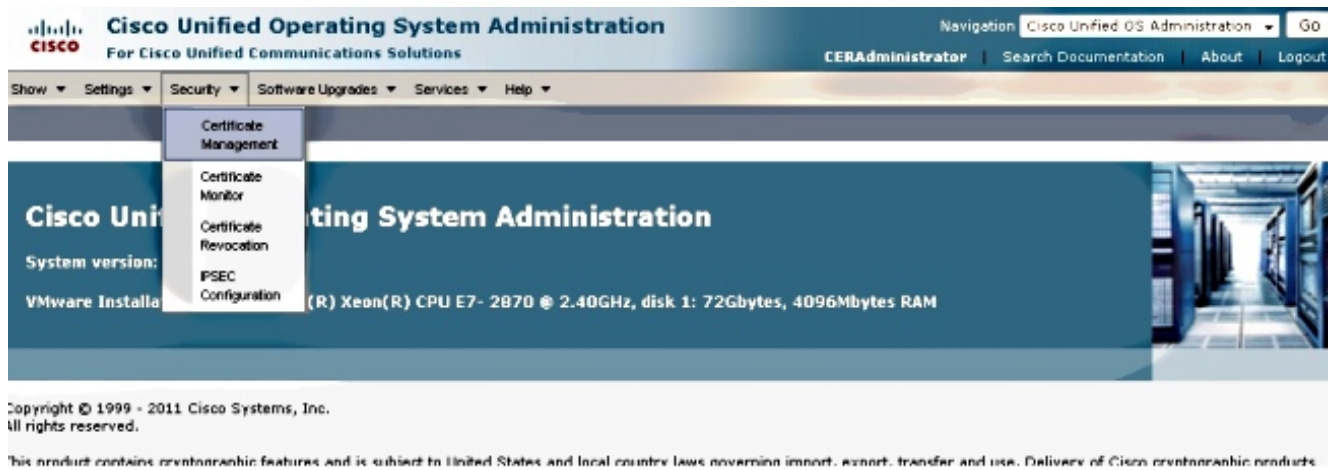 CISCO
Cisco Unified Operating System Administration
For Cisco Unified Communications Solutions
Navigation Cisco Unified OS Administration Go
CERAdministrator | Search Documentation | About | Logout
Show Settings Security Software Upgrades Services Help
Certificate
Management
Certificate
Monitor
Certificate
Revocation
IPSEC
Configuration
Cisco Uni ting System Administration
System version:
VMware Installa (R) Xeon(R) CPU E7- 2870 @ 2.40GHz, disk 1: 72Gbytes, 4096Mbytes RAM
Copyright © 1999 - 2011 Cisco Systems, Inc.
All rights reserved.
This product contains cryptographic features and is subject to United States and local country laws governing import, export, transfer and use. Delivery of Cisco cryptographic products